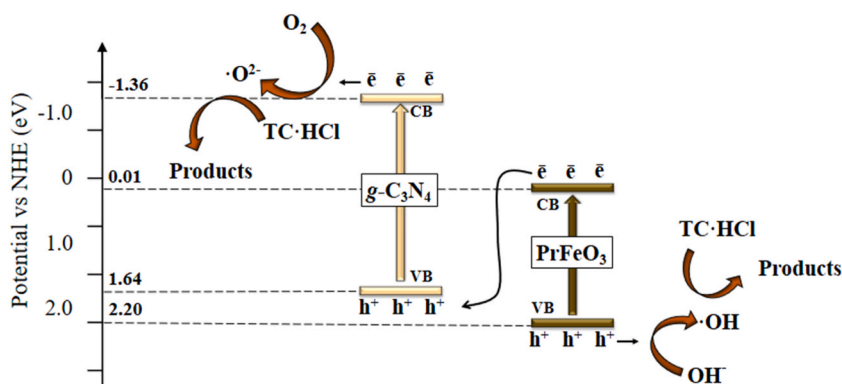 O₂
ē ē ē
·O²⁻
-1.36
CB
-1.0
TC·HCl
Products
ē ē ē
0
0.01
g-C₃N₄
CB
TC·HCl
1.0
PrFeO₃
Products
VB
1.64
h⁺ h⁺ h⁺
2.0
2.20
VB
·OH
h⁺ h⁺ h⁺
OH⁻
Potential vs NHE (eV)